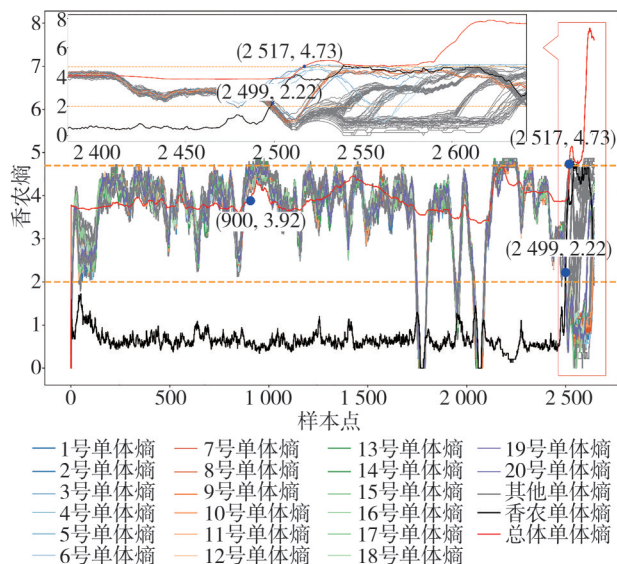 8
6
4
2
0
(2 517, 4.73)
(2 499, 2.22)
2 400
2 450
2 500
2 550
2 600
8
7
6
5
4
3
2
1
0
香农熵
(2 517, 4.73)
(900, 3.92)
(2 499, 2.22)
0
500
1 000
1 500
2 000
2 500
样本点
1号单体熵
7号单体熵
13号单体熵
19号单体熵
2号单体熵
8号单体熵
14号单体熵
20号单体熵
3号单体熵
9号单体熵
15号单体熵
其他单体熵
4号单体熵
10号单体熵
16号单体熵
香农单体熵
5号单体熵
11号单体熵
17号单体熵
总体单体熵
6号单体熵
12号单体熵
18号单体熵